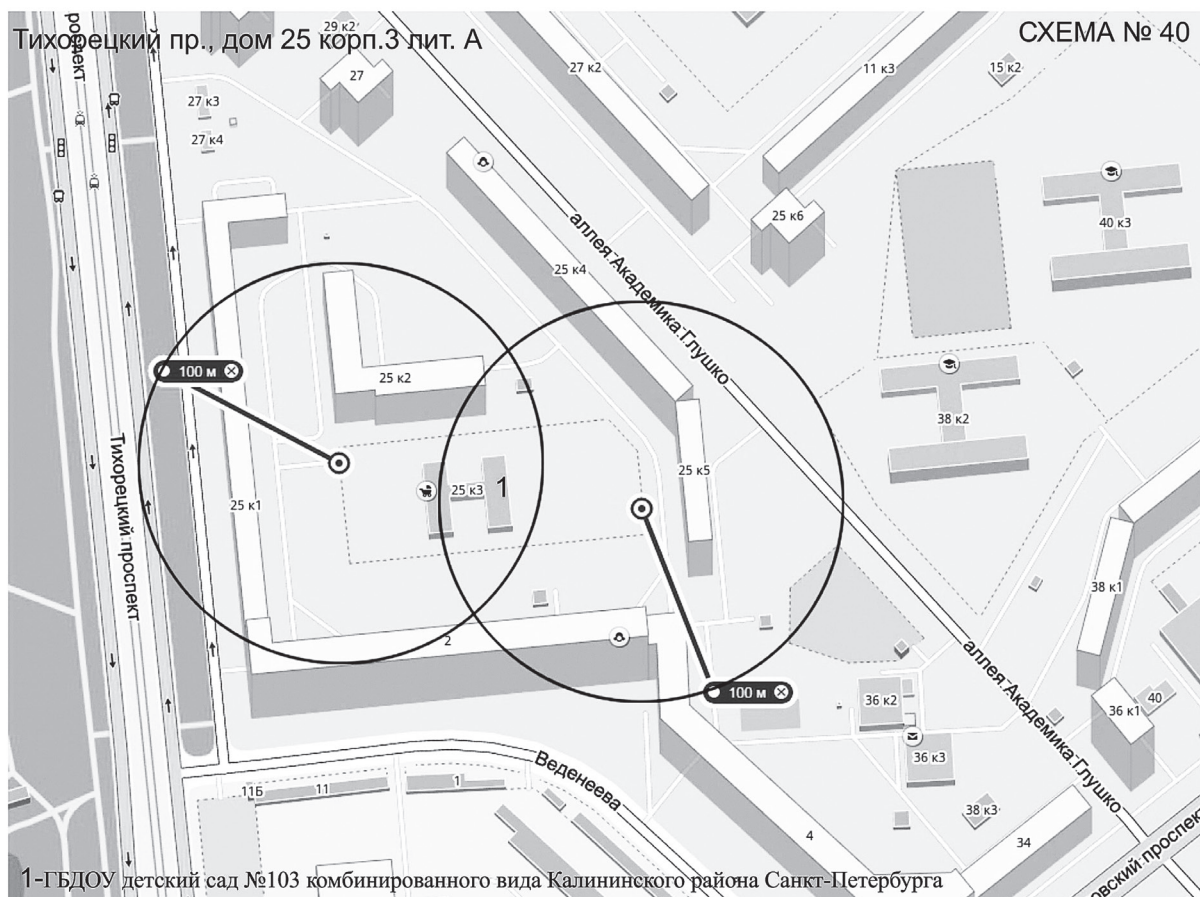 Тихорецкий пр., дом 25 корп.3 лит. А
СХЕМА № 40
29 к2
27
27 к2
11 к3
15 к2
27 к3
27 к4
25 к6
40 к3
25 к4
аллея Академика Глушко
100 м
25 к2
38 к2
Тихорецкий проспект
25 к1
25 к3
1
25 к5
38 к1
2
100 м
36 к2
36 к1
40
36 к3
аллея Академика Глушко
Веденеева
11Б
11
1
38 к3
4
34
1-ГБДОУ детский сад №103 комбинированного вида Калининского района Санкт-Петербурга